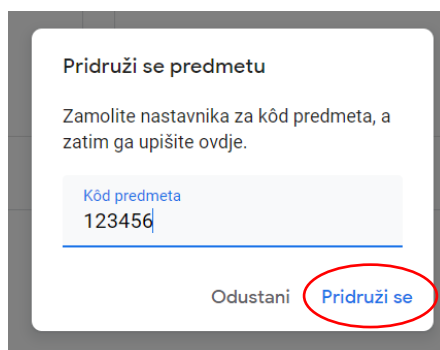 Pridruži se predmetu
Zamolite nastavnika za kôd predmeta, a
zatim ga upišite ovdje.
Kôd predmeta
123456
Odustani Pridruži se